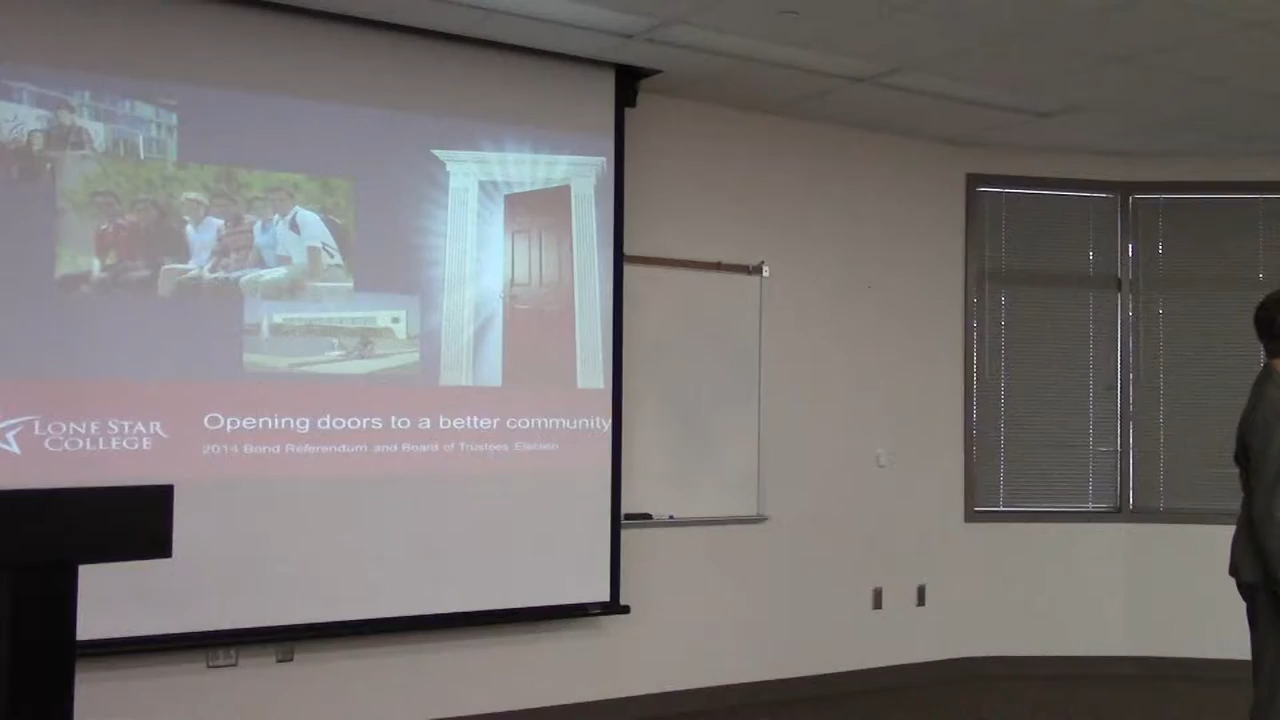 LONE STAR
COLLEGE
Opening doors to a better community
2014 Bond Referendum and Board of Trustees Election